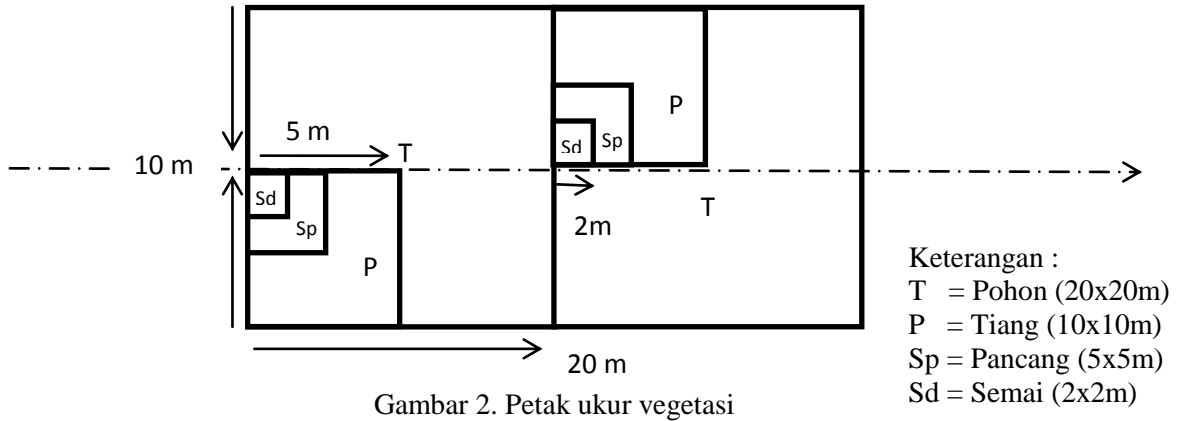 5 m
T
10 m
Sd
Sp
P
P
Sd
Sp
2m
T
20 m
Keterangan :
T = Pohon (20x20m)
P = Tiang (10x10m)
Sp = Pancang (5x5m)
Sd = Semai (2x2m)
Gambar 2. Petak ukur vegetasi